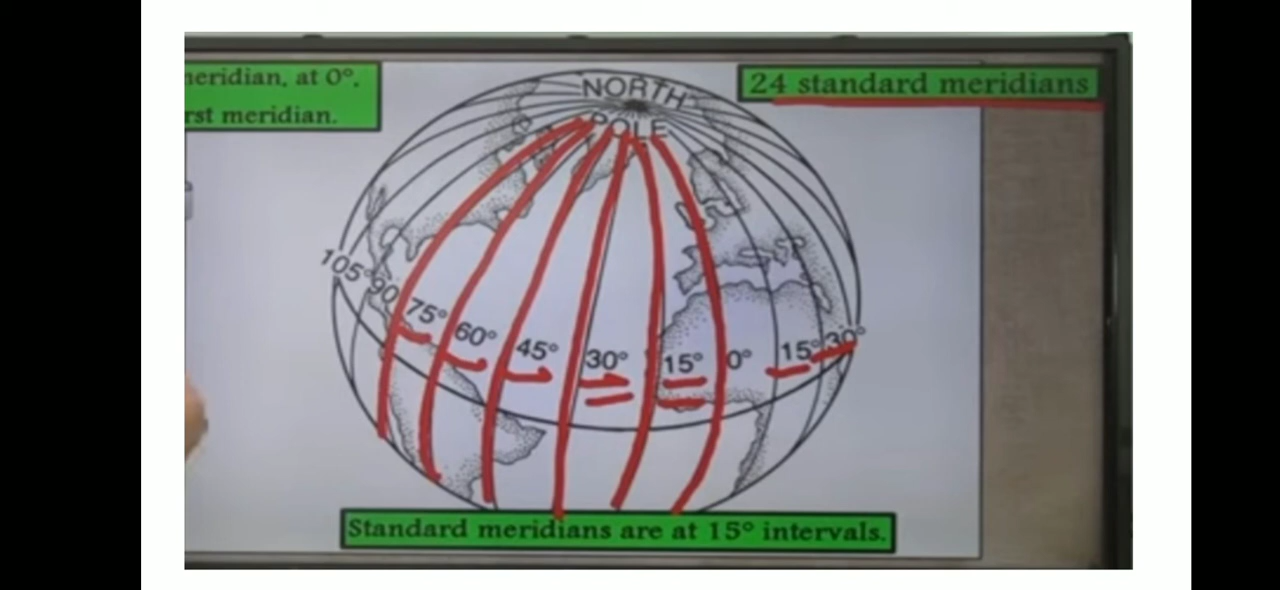 neridian, at 0°.
rst meridian.
24 standard meridians
NORTH
POLE
105° 90 75° 60° 45° 30° 15° 0° 15° 30°
Standard meridians are at 15° intervals.